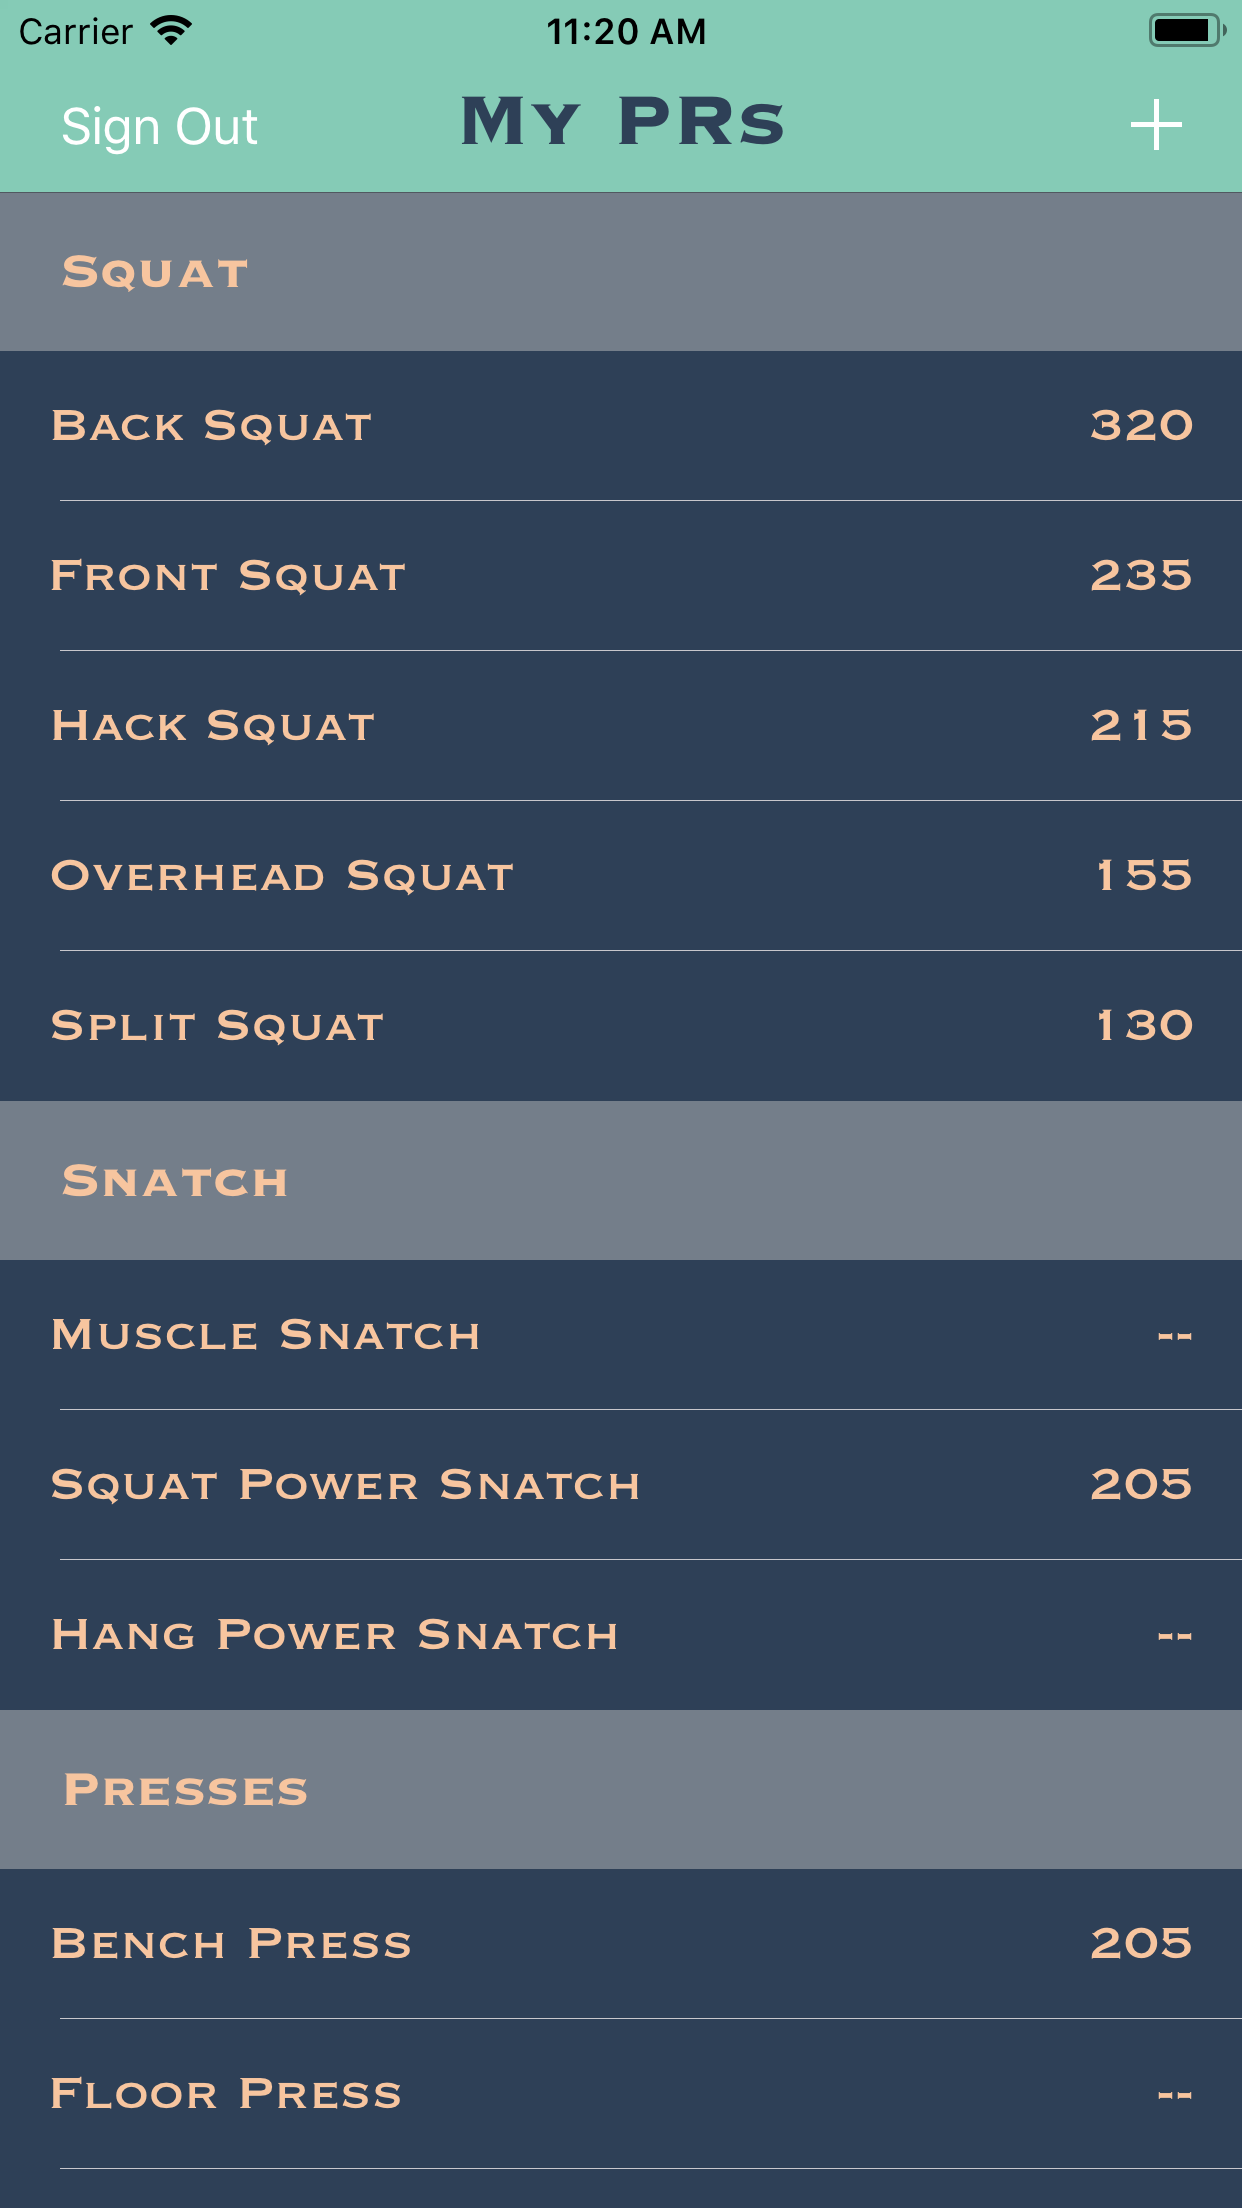 Carrier 11:20 AM
Sign Out My PRs +
Squat
Back Squat 320
Front Squat 235
Hack Squat 215
Overhead Squat 155
Split Squat 130
Snatch
Muscle Snatch --
Squat Power Snatch 205
Hang Power Snatch --
Presses
Bench Press 205
Floor Press --